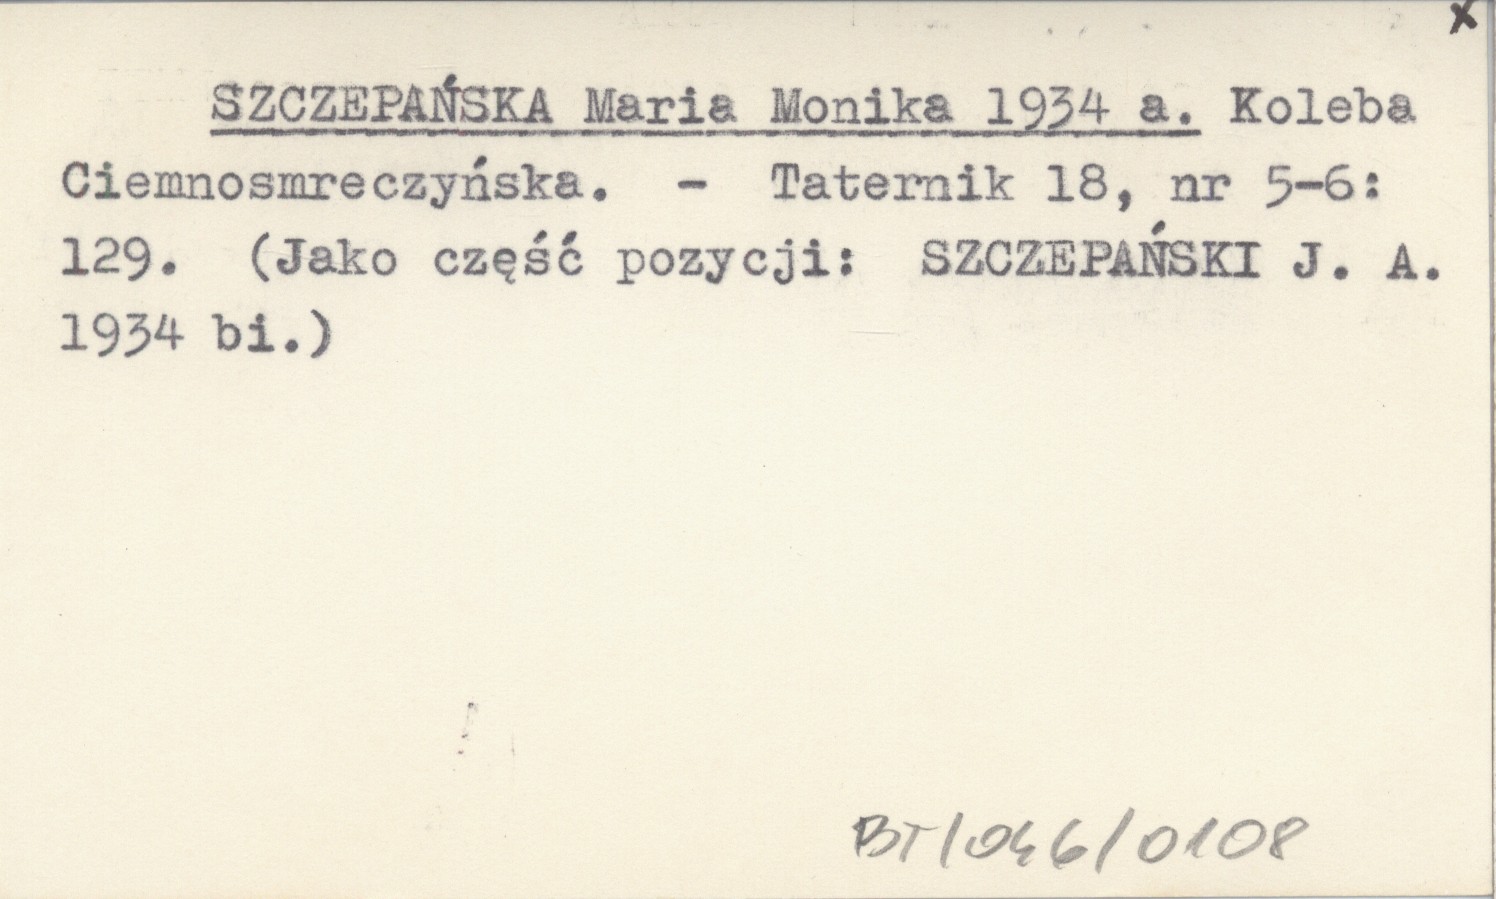 x
SZCZEPAŃSKA Maria Monika 1934 a. Koleba
Ciemnosmreczyńska. - Taternik 18, nr 5-6:
129. (Jako część pozycji: SZCZEPAŃSKI J. A.
1934 bi.)
BT/046/0108